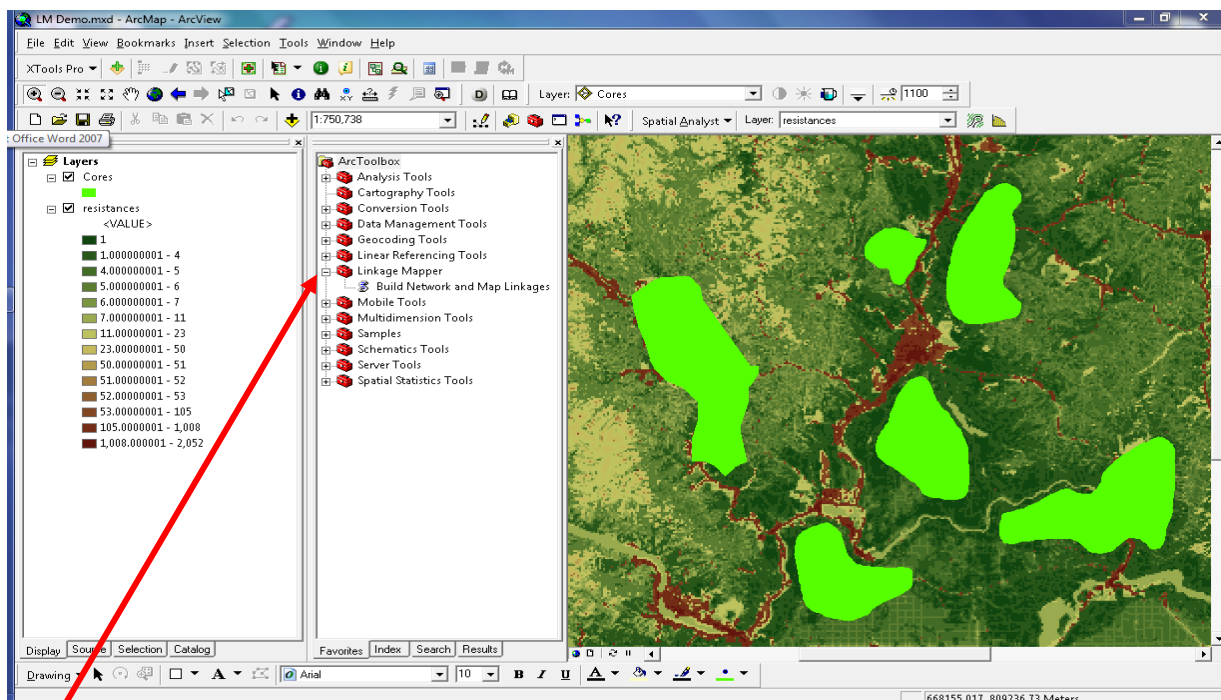 LM Demo.mxd - ArcMap - ArcView
File Edit View Bookmarks Insert Selection Tools Window Help
XTools Pro
Layer: Cores 1100
1:750,738 Spatial Analyst Layer: resistances
Office Word 2007
Layers
Cores
resistances
<VALUE>
1
1.000000001 - 4
4.000000001 - 5
5.000000001 - 6
6.000000001 - 7
7.000000001 - 11
11.00000001 - 23
23.00000001 - 50
50.00000001 - 51
51.00000001 - 52
52.00000001 - 53
53.00000001 - 105
105.0000001 - 1,008
1,008.000001 - 2,052
Display Source Selection Catalog
ArcToolbox
Analysis Tools
Cartography Tools
Conversion Tools
Data Management Tools
Geocoding Tools
Linear Referencing Tools
Linkage Mapper
Build Network and Map Linkages
Mobile Tools
Multidimension Tools
Samples
Schematics Tools
Server Tools
Spatial Statistics Tools
Favorites Index Search Results
Drawing A Arial 10 B I U A
668155.017 809236.73 Meters